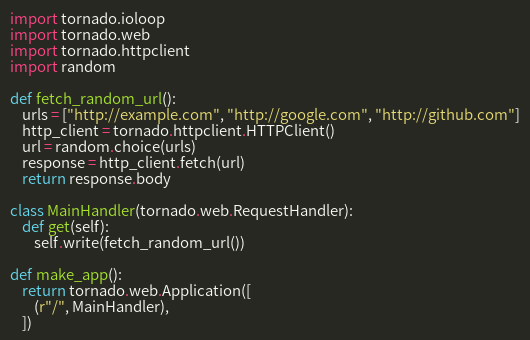 import tornado.ioloop
import tornado.web
import tornado.httpclient
import random

def fetch_random_url():
    urls = ["http://example.com", "http://google.com", "http://github.com"]
    http_client = tornado.httpclient.HTTPClient()
    url = random.choice(urls)
    response = http_client.fetch(url)
    return response.body

class MainHandler(tornado.web.RequestHandler):
    def get(self):
        self.write(fetch_random_url())

def make_app():
    return tornado.web.Application([
        (r"/", MainHandler),
    ])